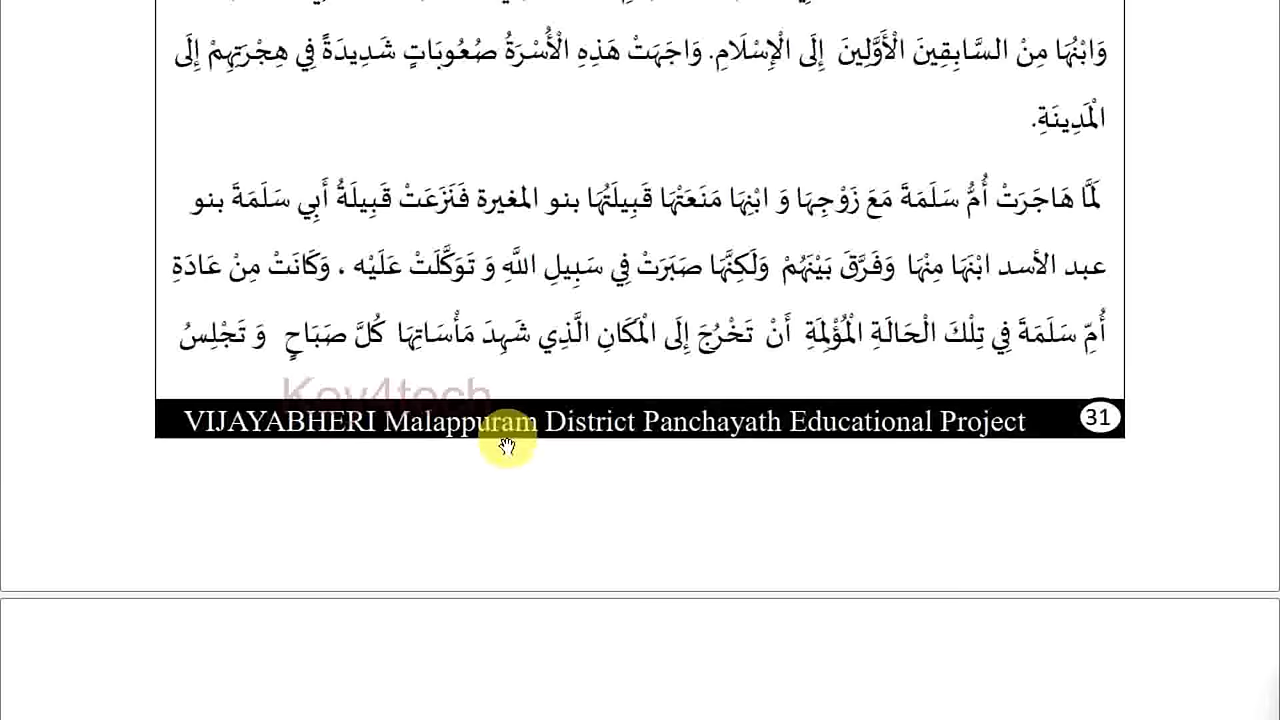 وَابْنُهَا مِنْ السَّابِقِينَ الْأَوَّلِينَ إِلَى الْإِسْلَامِ. وَاجَهَتْ هَذِهِ الْأُسْرَةُ صُعُوبَاتٍ شَدِيدَةً فِي هِجْرَتِهِمْ إِلَى
الْمَدِينَةِ.
لَمَّا هَاجَرَتْ أُمُّ سَلَمَةَ مَعَ زَوْجِهَا وَ ابْنِهَا مَنَعَتْهَا قَبِيلَتُهَا بنو المغيرة فَنَزَعَتْ قَبِيلَةُ أَبِي سَلَمَةَ بنو
عبد الأسد ابْنَهَا مِنْهَا وَفَرَّقَ بَيْنَهُمْ وَلَكِنَّهَا صَبَرَتْ فِي سَبِيلِ اللَّهِ وَ تَوَكَّلَتْ عَلَيْه ، وَكَانَتْ مِنْ عَادَةِ
أُمِّ سَلَمَةَ فِي تِلْكَ الْحَالَةِ الْمُؤْلِمَةِ أَنْ تَخْرُجَ إِلَى الْمَكَانِ الَّذِي شَهِدَ مَأْسَاتِهَا كُلَّ صَبَاحٍ وَ تَجْلِسُ
Key4tech
VIJAYABHERI Malappuram District Panchayath Educational Project 31